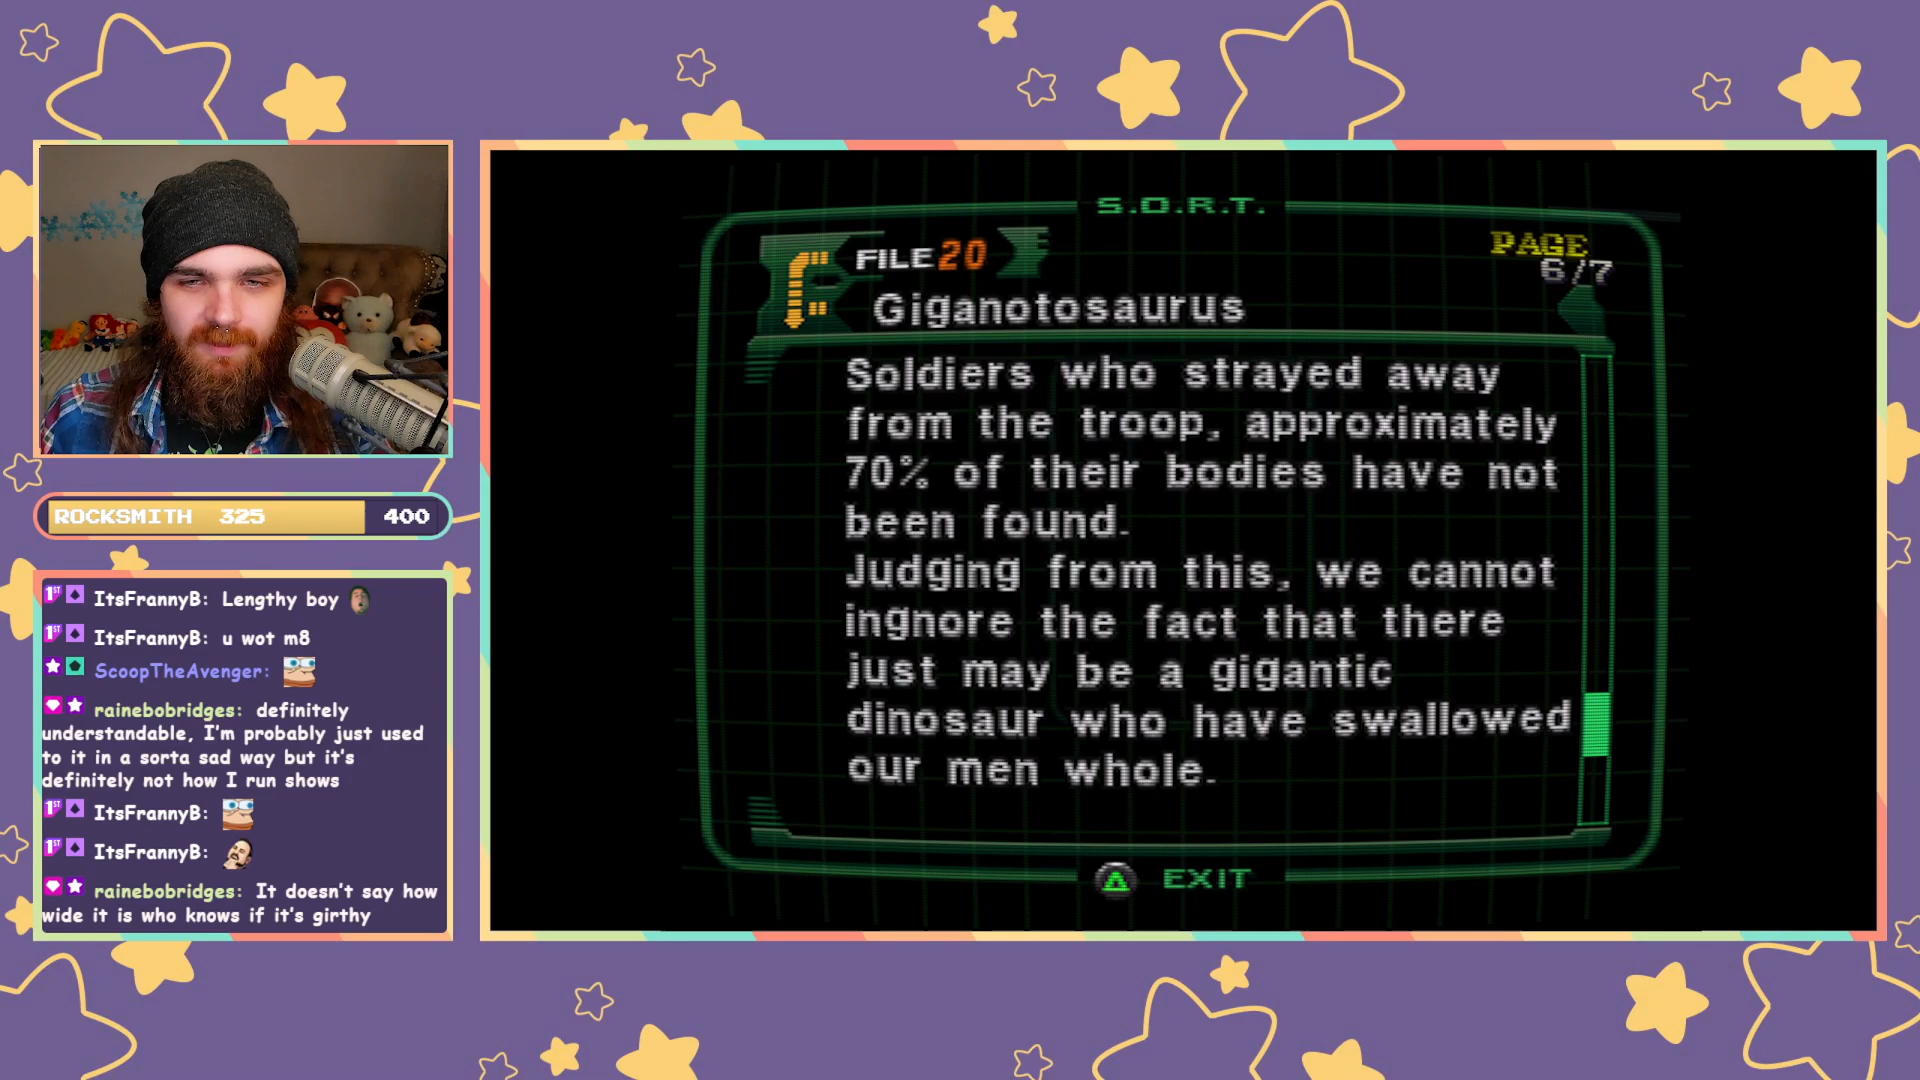 ROCKSMITH 325 400
ItsFrannyB: Lengthy boy
ItsFrannyB: u wot m8
ScoopTheAvenger:
rainebobridges: definitely
understandable, I'm probably just used
to it in a sorta sad way but it's
definitely not how I run shows
ItsFrannyB:
ItsFrannyB:
rainebobridges: It doesn't say how
wide it is who knows if it's girthy
S.O.R.T.
FILE 20
PAGE
6/7
Giganotosaurus
Soldiers who strayed away
from the troop, approximately
70% of their bodies have not
been found.
Judging from this, we cannot
ingnore the fact that there
just may be a gigantic
dinosaur who have swallowed
our men whole.
EXIT